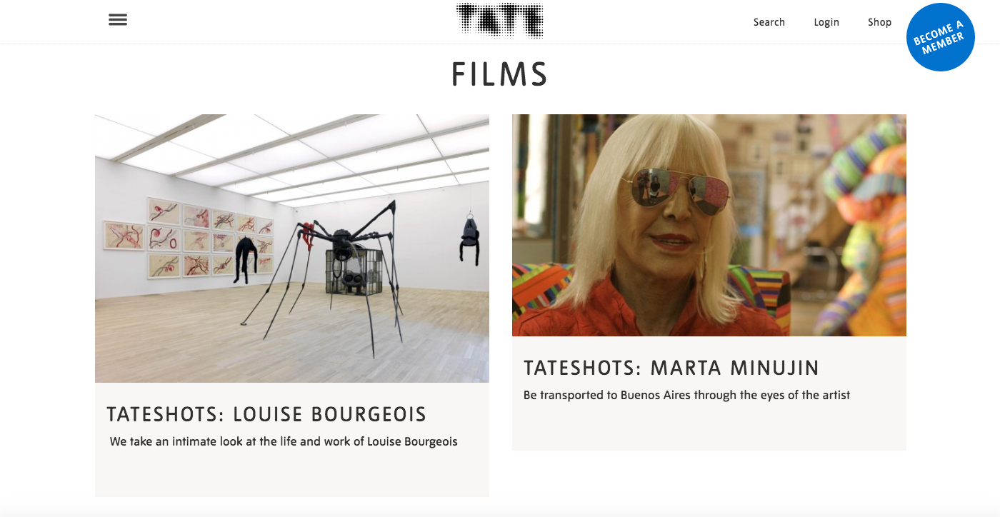 TATE
Search
Login
Shop
BECOME A
MEMBER
FILMS
TATESHOTS: LOUISE BOURGEOIS
We take an intimate look at the life and work of Louise Bourgeois
TATESHOTS: MARTA MINUJIN
Be transported to Buenos Aires through the eyes of the artist